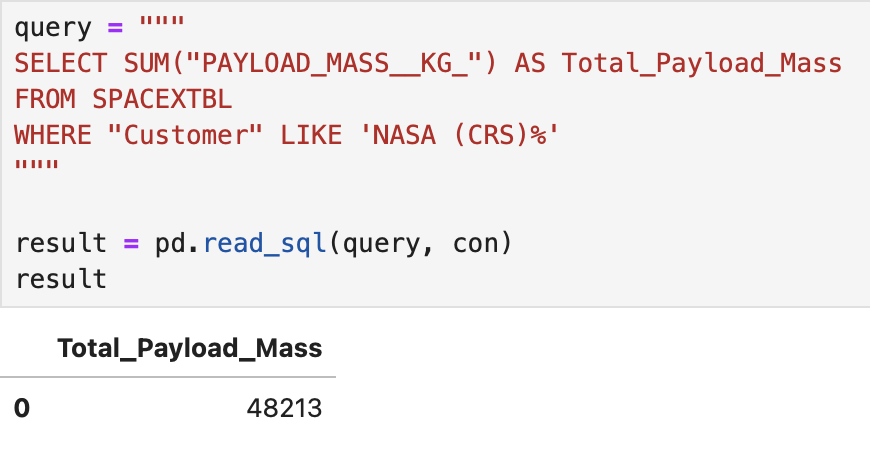 query = """
SELECT SUM("PAYLOAD_MASS__KG_") AS Total_Payload_Mass
FROM SPACEXTBL
WHERE "Customer" LIKE 'NASA (CRS)%'
"""
result = pd.read_sql(query, con)
result
Total_Payload_Mass
0 48213